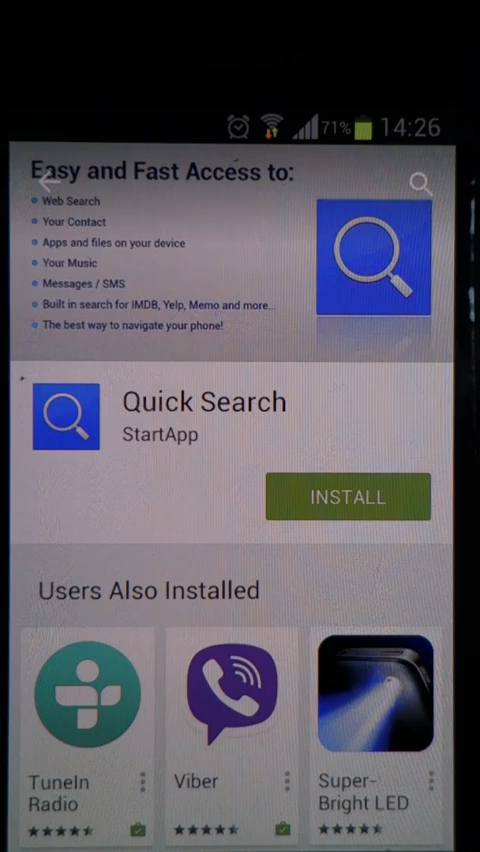 71% 14:26
Easy and Fast Access to:
Web Search
Your Contact
Apps and files on your device
Your Music
Messages / SMS
Built in search for IMDB, Yelp, Memo and more...
The best way to navigate your phone!
Quick Search
StartApp
INSTALL
Users Also Installed
TuneIn
Radio
Viber
Super-
Bright LED